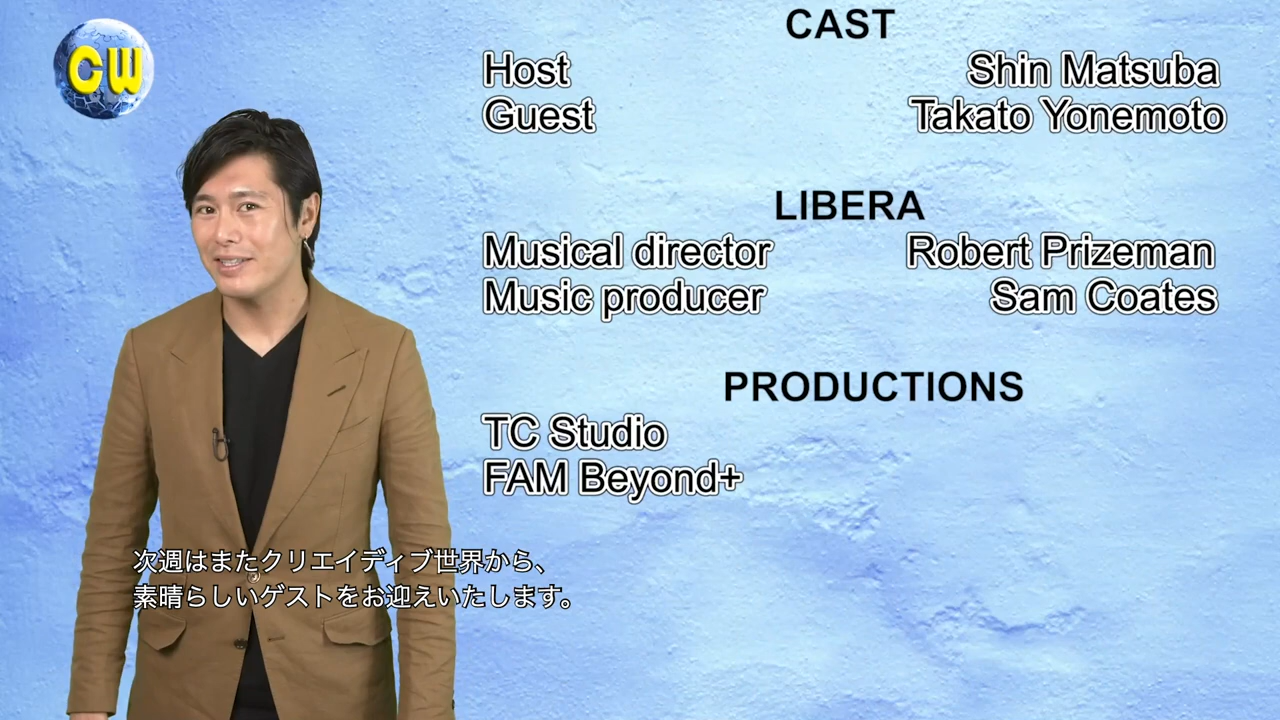 CW
CAST
Host Shin Matsuba
Guest Takato Yonemoto
LIBERA
Musical director Robert Prizeman
Music producer Sam Coates
PRODUCTIONS
TC Studio
FAM Beyond+
次週はまたクリエイティブ世界から、
素晴らしいゲストをお迎えいたします。